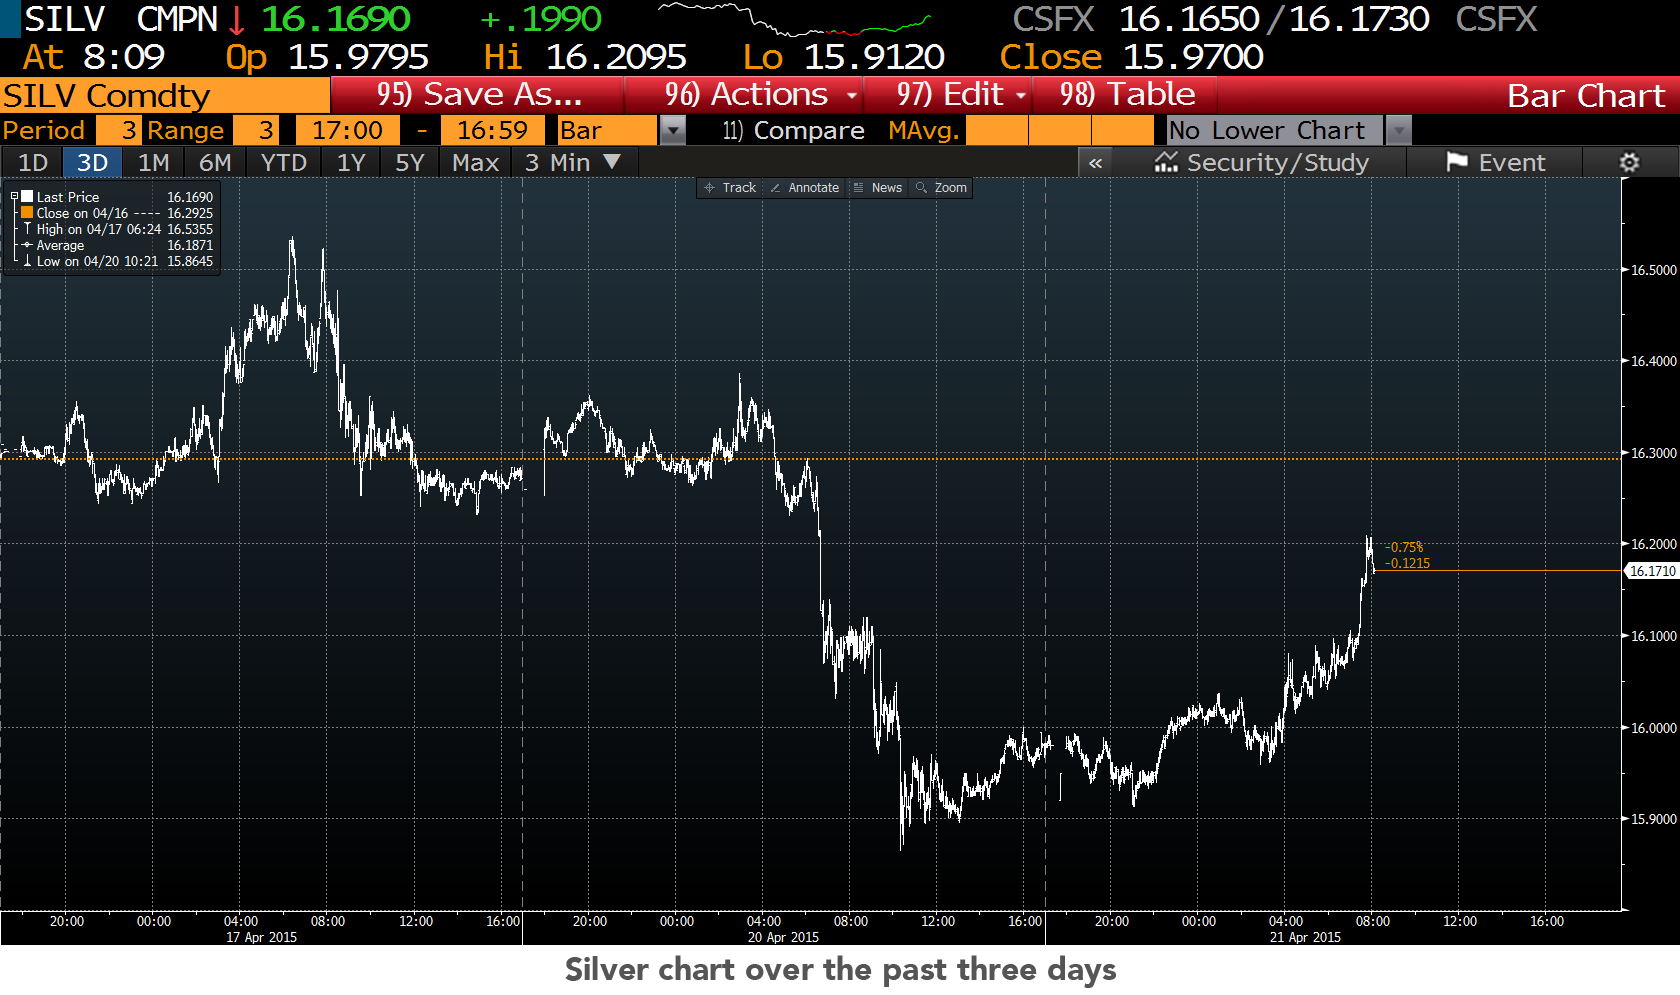 SILV CMPN↓ 16.1690 +.1990 CSFX 16.1650/16.1730 CSFX
At 8:09 Op 15.9795 Hi 16.2095 Lo 15.9120 Close 15.9700
SILV Comdty 95) Save As... 96) Actions 97) Edit 98) Table Bar Chart
Period 3 Range 3 17:00 - 16:59 Bar 11) Compare MAvg. No Lower Chart
1D 3D 1M 6M YTD 1Y 5Y Max 3 Min ▼ « Security/Study Event
Track Annotate News Zoom
Last Price 16.1690
Close on 04/16 ---- 16.2925
High on 04/17 06:24 16.5355
Average 16.1871
Low on 04/20 10:21 15.8645
16.5000
16.4000
16.3000
16.2000
-0.75%
-0.1215
16.1710
16.1000
16.0000
15.9000
20:00 00:00 04:00 08:00 12:00 16:00 20:00 00:00 04:00 08:00 12:00 16:00 20:00 00:00 04:00 08:00 12:00 16:00
17 Apr 2015 20 Apr 2015 21 Apr 2015
Silver chart over the past three days